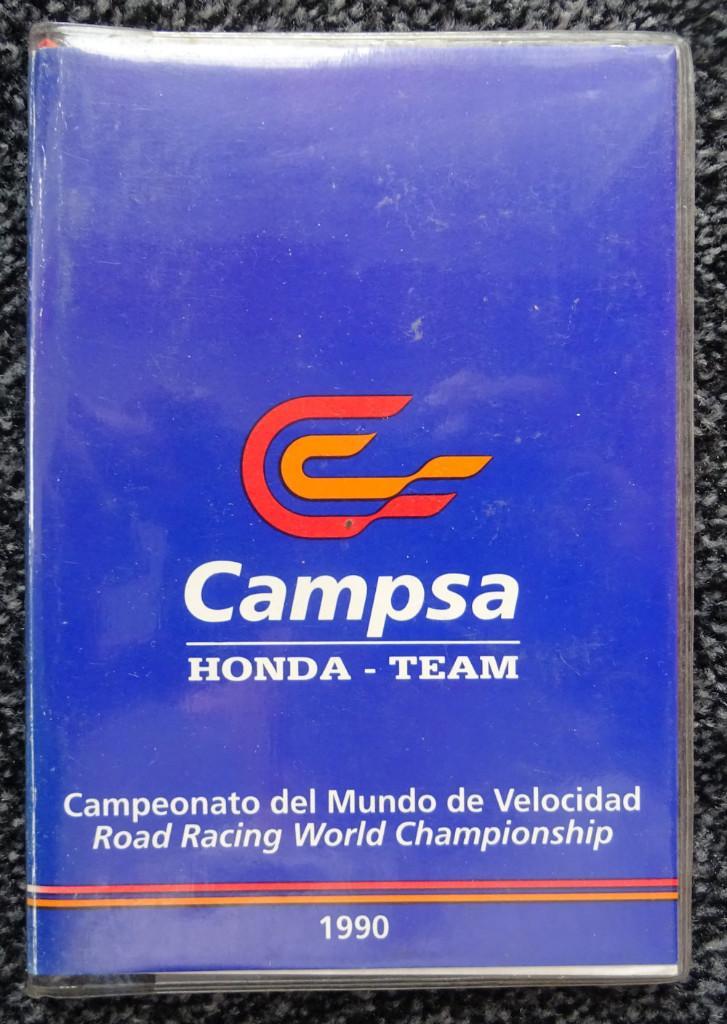 Campsa
HONDA - TEAM
Campeonato del Mundo de Velocidad
Road Racing World Championship
1990